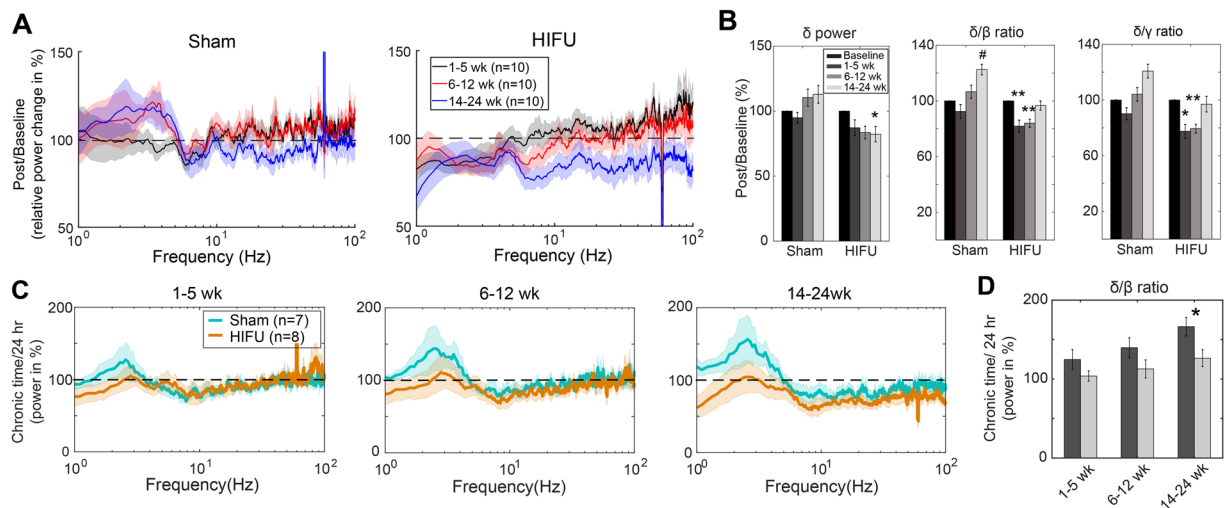 A
Sham
HIFU
Post/Baseline
(relative power change in %)
150
100
50
10^0
10^1
10^2
Frequency (Hz)
150
100
50
10^0
10^1
10^2
Frequency (Hz)
1-5 wk (n=10)
6-12 wk (n=10)
14-24 wk (n=10)
B
δ power
δ/β ratio
δ/γ ratio
Post/Baseline (%)
150
100
50
0
Baseline
1-5 wk
6-12 wk
14-24 wk
*
Sham
HIFU
140
100
60
20
#
**
**
Sham
HIFU
140
100
60
20
**
*
Sham
HIFU
C
1-5 wk
6-12 wk
14-24wk
Chronic time/24 hr
(power in %)
200
100
0
Sham (n=7)
HIFU (n=8)
10^0
10^1
10^2
Frequency(Hz)
200
100
0
10^0
10^1
10^2
Frequency(Hz)
200
100
0
10^0
10^1
10^2
Frequency(Hz)
D
δ/β ratio
Chronic time/ 24 hr
(power in %)
200
150
100
50
0
*
1-5 wk
6-12 wk
14-24 wk